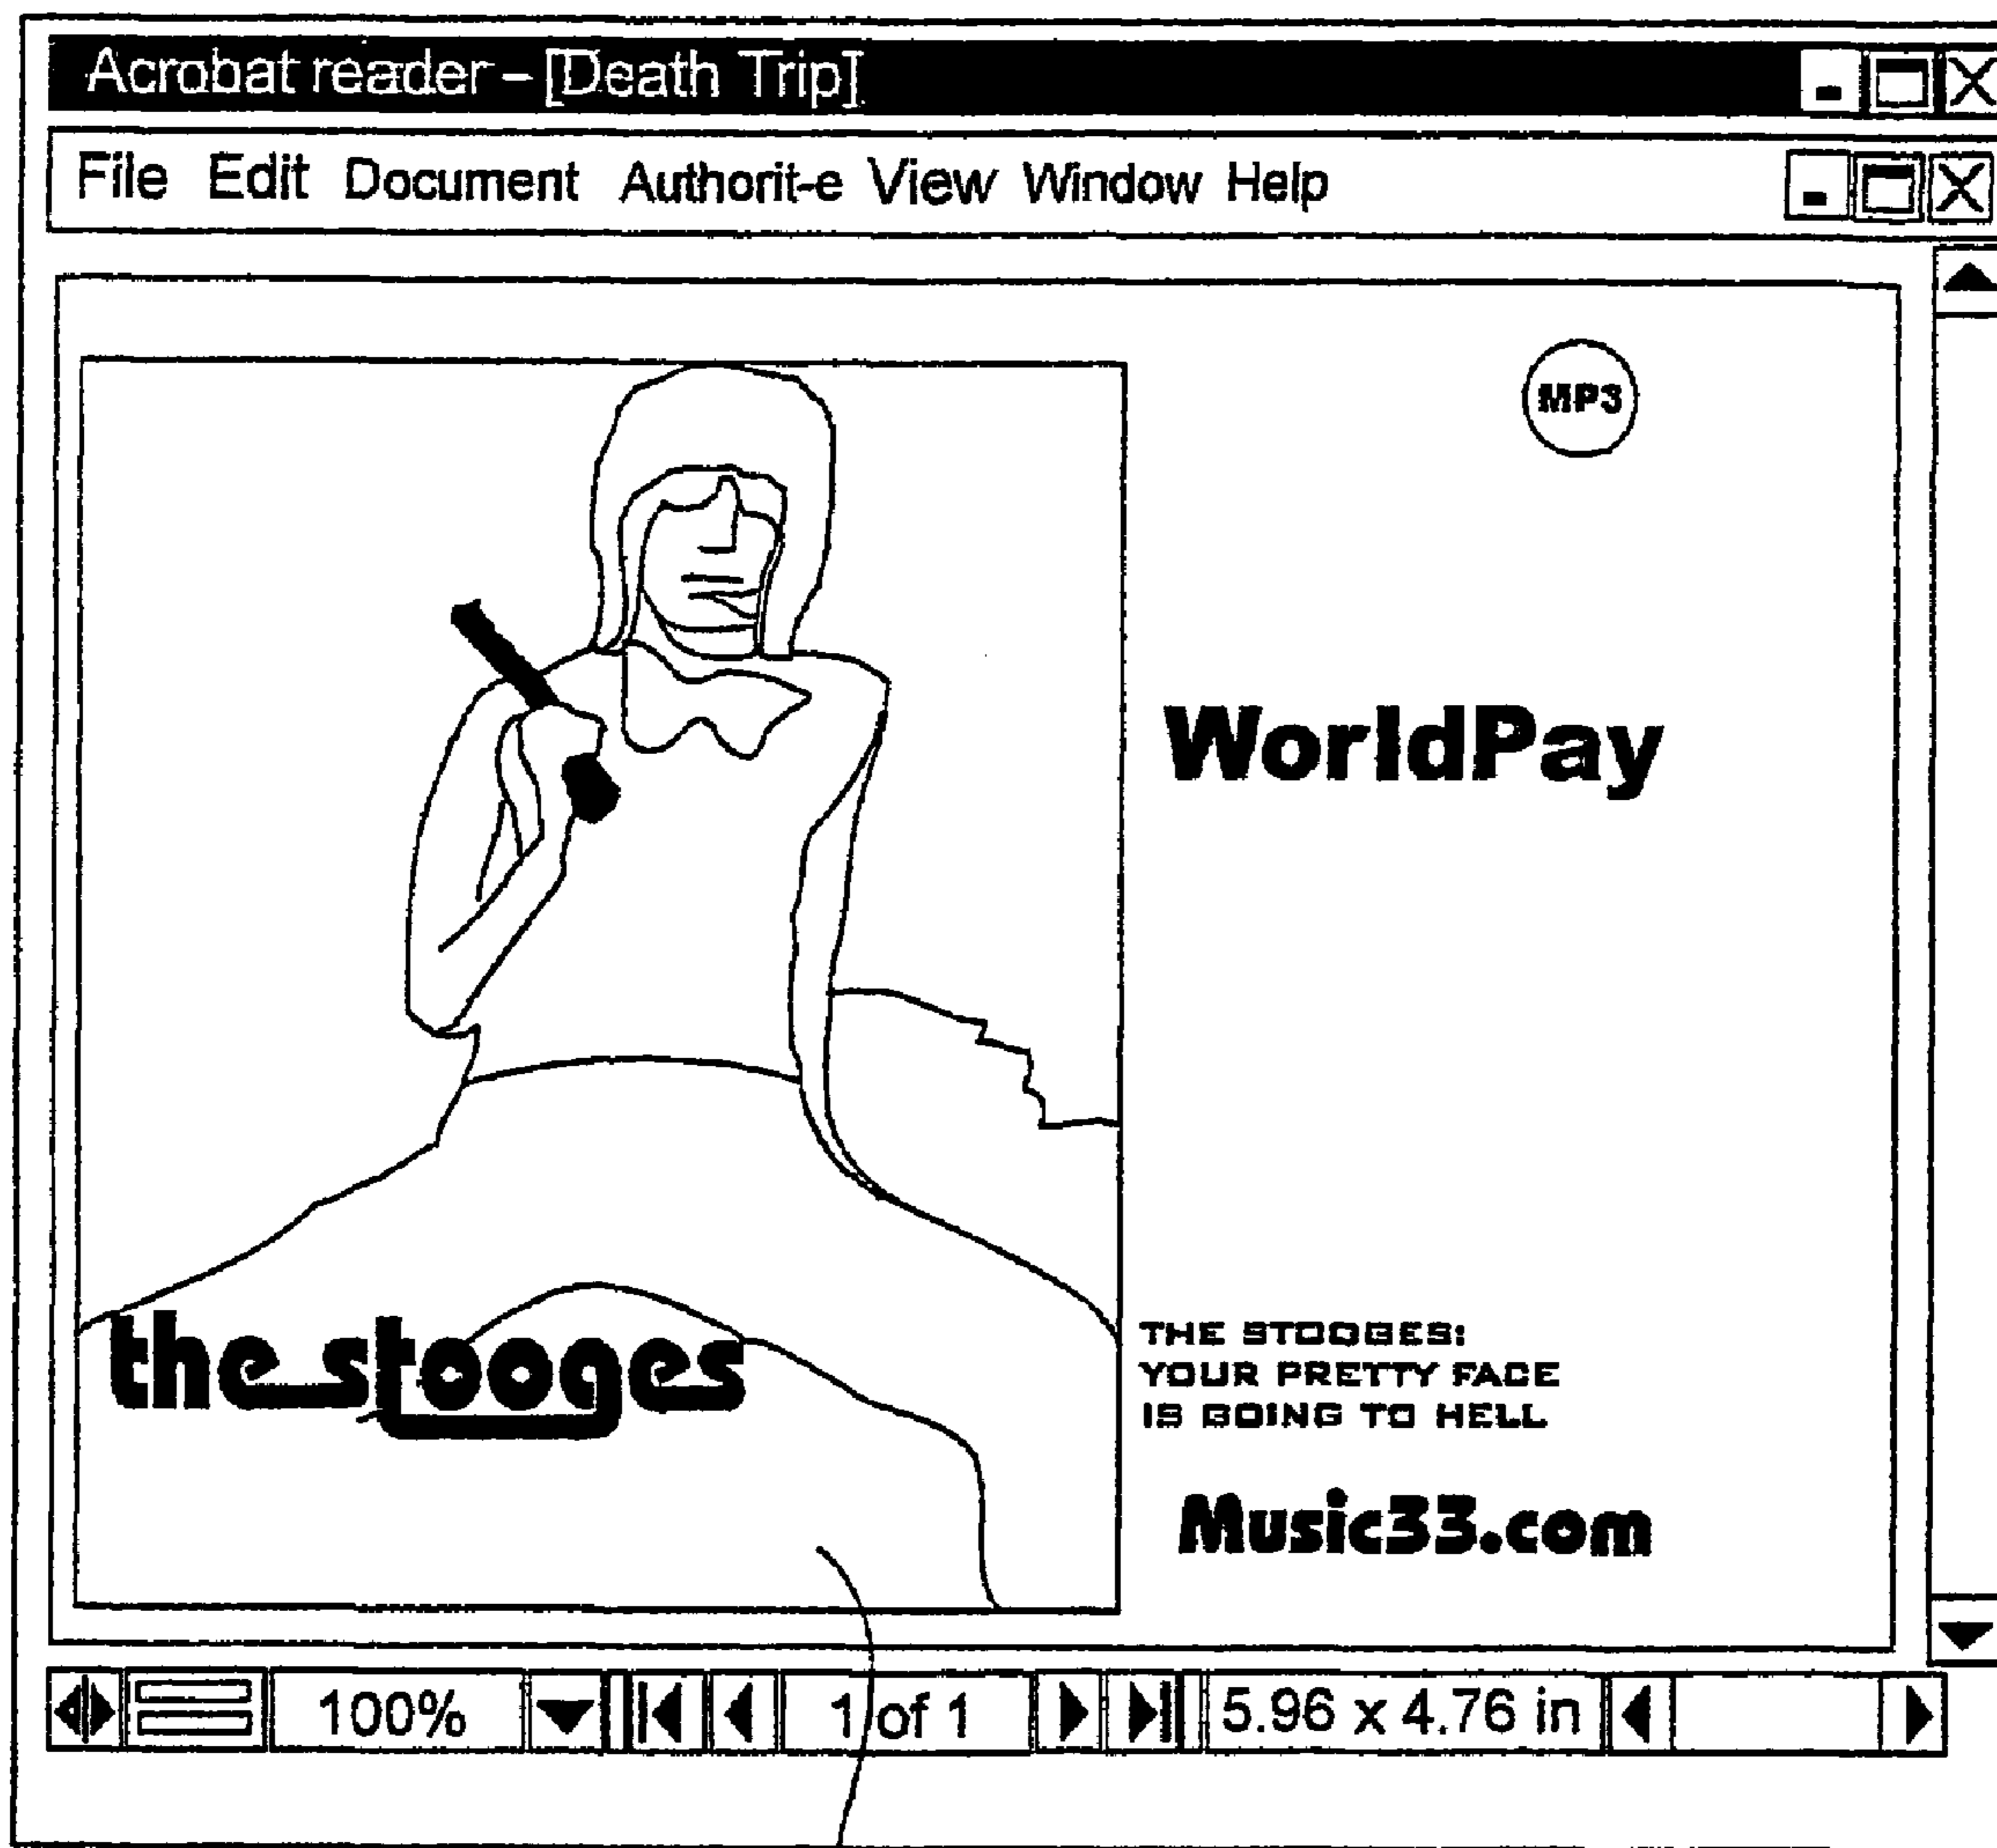 Acrobat reader - [Death Trip]
File Edit Document Authorit-e View Window Help
MP3
WorldPay
the stooges
THE STOOGES:
YOUR PRETTY FACE
IS GOING TO HELL
Music33.com
100% 1 of 1 5.96 x 4.76 in